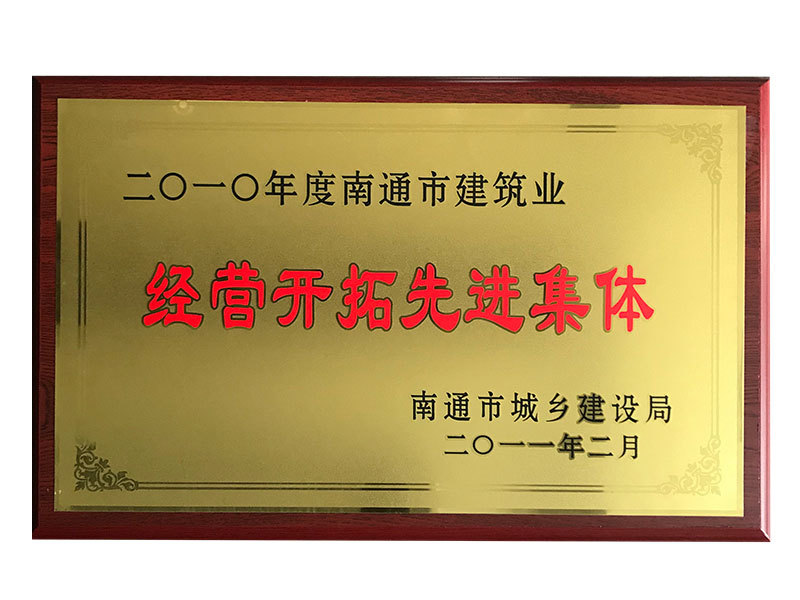 二〇一〇年度南通市建筑业
经营开拓先进集体
南通市城乡建设局
二〇一一年二月